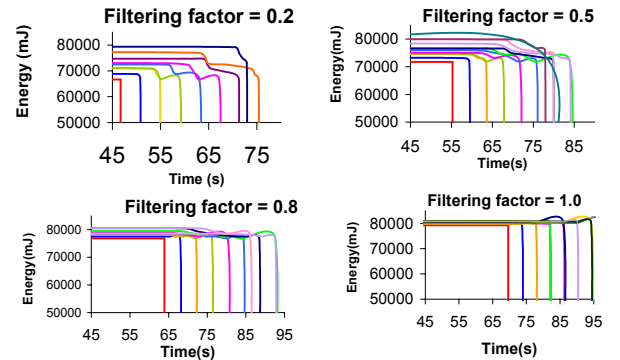 Filtering factor = 0.2
Energy (mJ)
80000
70000
60000
50000
45 55 65 75
Time (s)
Filtering factor = 0.5
Energy (mJ)
80000
70000
60000
50000
45 55 65 75 85
Time(s)
Filtering factor = 0.8
Energy(mJ)
80000
70000
60000
50000
45 55 65 75 85 95
Time(s)
Filtering factor = 1.0
Energy(mJ)
80000
70000
60000
50000
45 55 65 75 85 95
Time(s)